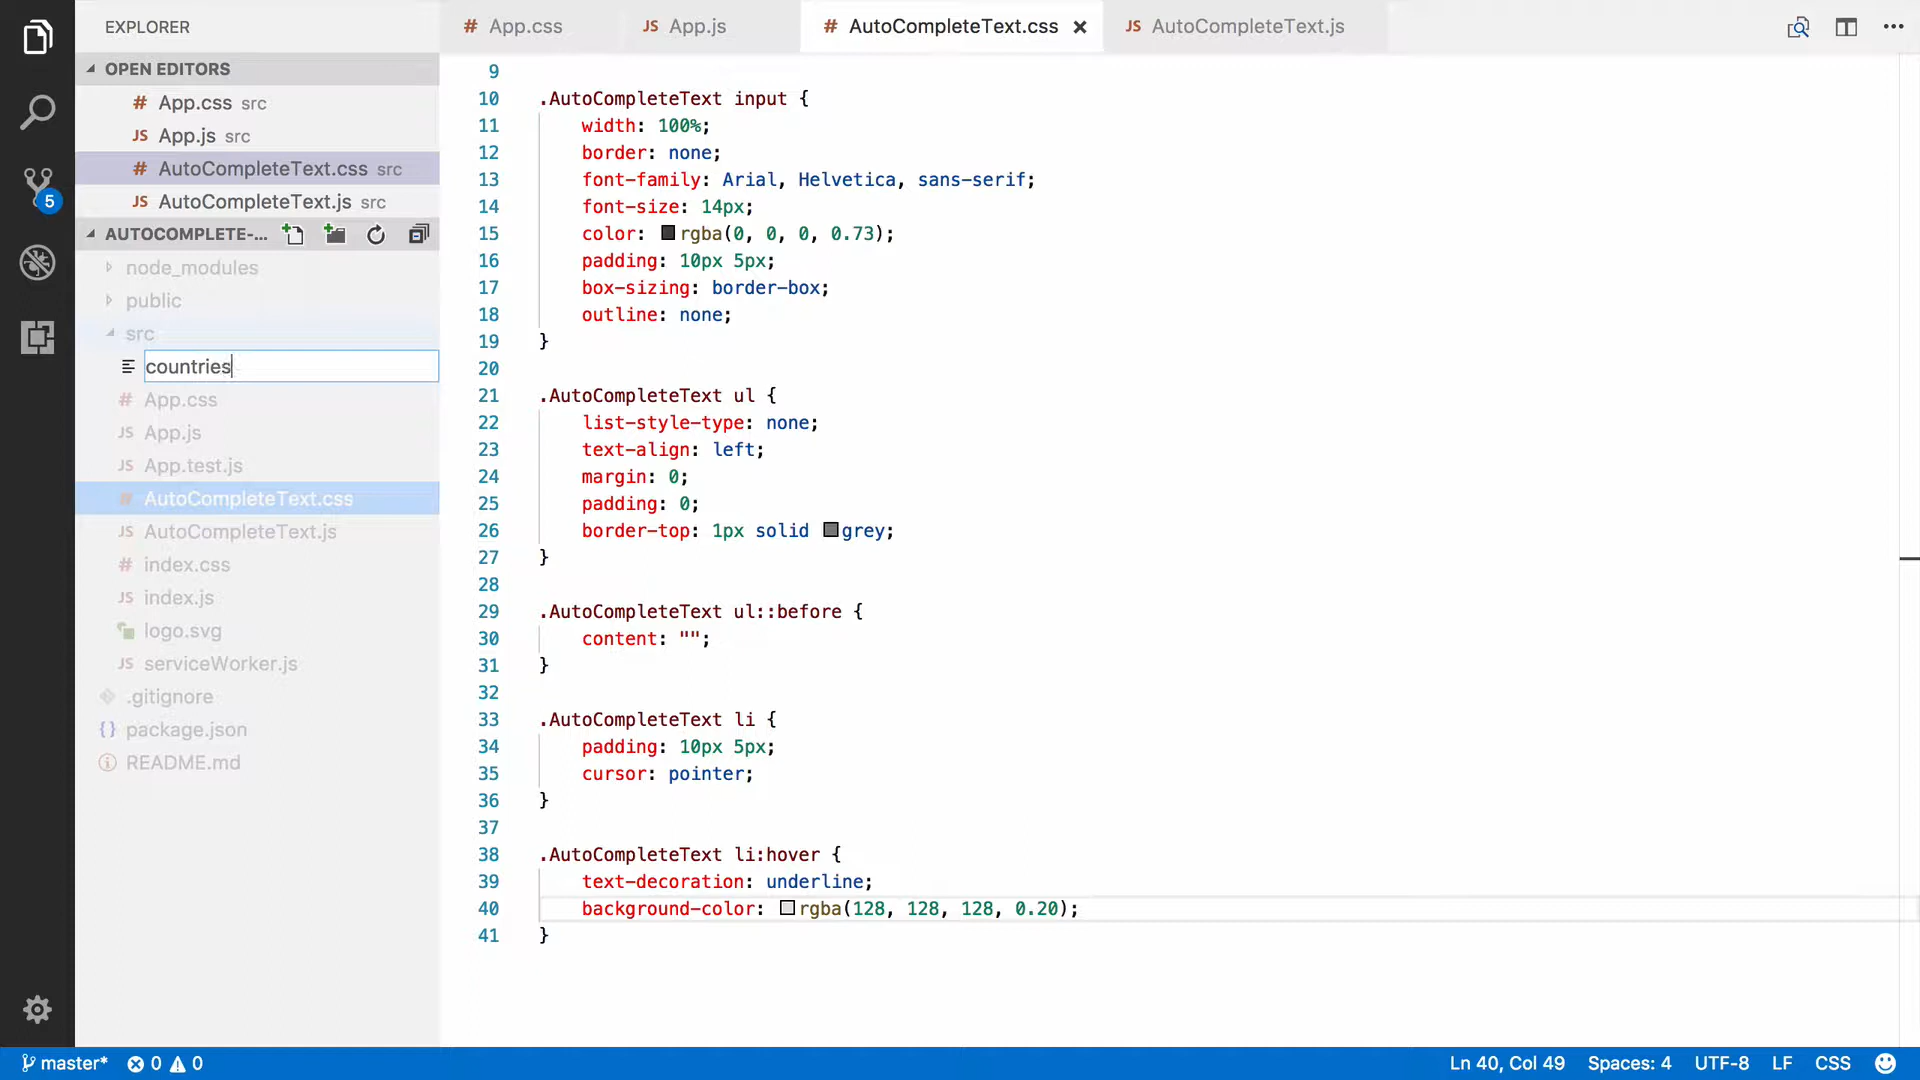 EXPLORER
OPEN EDITORS
# App.css src
JS App.js src
# AutoCompleteText.css src
JS AutoCompleteText.js src
AUTOCOMPLETE-...
node_modules
public
src
countries
# App.css
JS App.js
JS App.test.js
# AutoCompleteText.css
JS AutoCompleteText.js
# index.css
JS index.js
logo.svg
JS serviceWorker.js
.gitignore
{} package.json
README.md
5
# App.css JS App.js # AutoCompleteText.css JS AutoCompleteText.js
9
10 .AutoCompleteText input {
11 width: 100%;
12 border: none;
13 font-family: Arial, Helvetica, sans-serif;
14 font-size: 14px;
15 color: rgba(0, 0, 0, 0.73);
16 padding: 10px 5px;
17 box-sizing: border-box;
18 outline: none;
19 }
20
21 .AutoCompleteText ul {
22 list-style-type: none;
23 text-align: left;
24 margin: 0;
25 padding: 0;
26 border-top: 1px solid grey;
27 }
28
29 .AutoCompleteText ul::before {
30 content: "";
31 }
32
33 .AutoCompleteText li {
34 padding: 10px 5px;
35 cursor: pointer;
36 }
37
38 .AutoCompleteText li:hover {
39 text-decoration: underline;
40 background-color: rgba(128, 128, 128, 0.20);
41 }
master* 0 0 Ln 40, Col 49 Spaces: 4 UTF-8 LF CSS